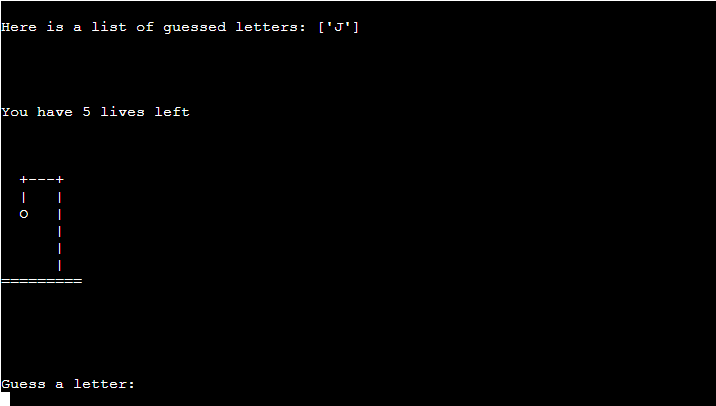 Here is a list of guessed letters: ['J']
You have 5 lives left
+---+
|   |
O   |
    |
    |
    |
=========
Guess a letter: